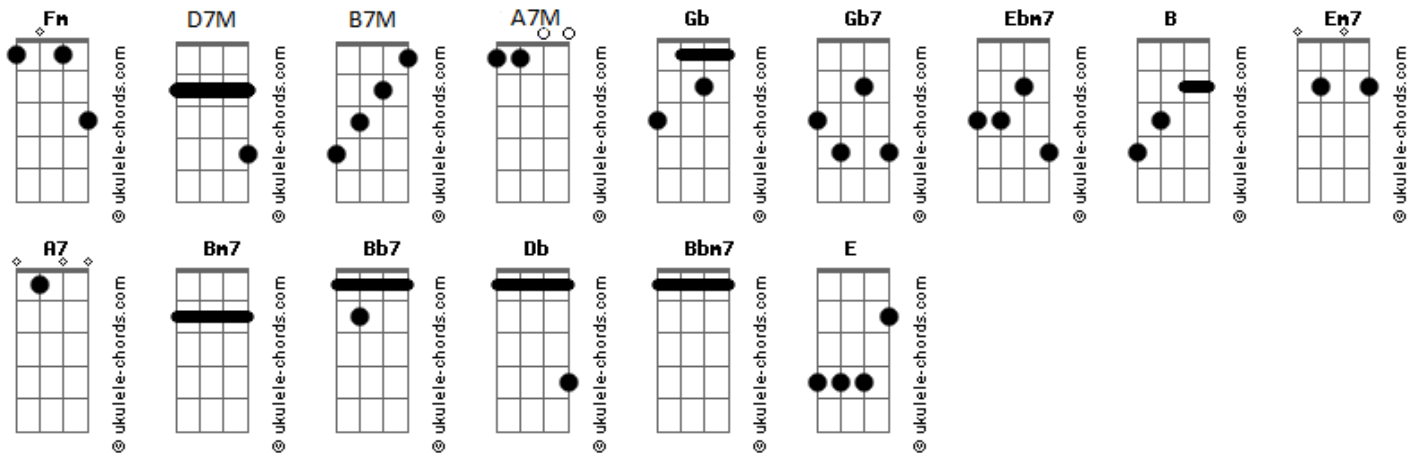 Fm D7M B7M A7M Gb Gb7 Ebm7 B Em7
© ukulele-chords.com © ukulele-chords.com © ukulele-chords.com © ukulele-chords.com © ukulele-chords.com © ukulele-chords.com © ukulele-chords.com © ukulele-chords.com © ukulele-chords.com
A7 Bm7 Bb7 Db Bbm7 E
© ukulele-chords.com © ukulele-chords.com © ukulele-chords.com © ukulele-chords.com © ukulele-chords.com © ukulele-chords.com